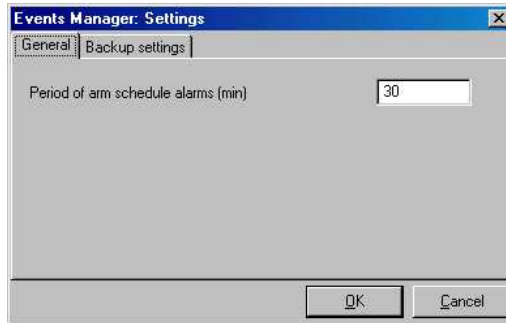 Events Manager: Settings
General Backup settings
Period of arm schedule alarms (min) 30
OK Cancel